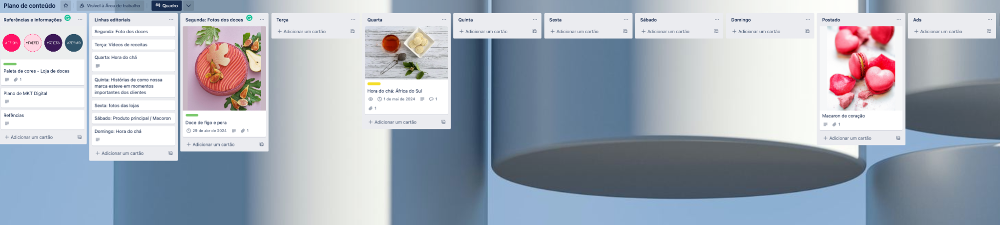 Plano de conteúdo
Visível à Área de trabalho
Quadro
Referências e Informações
Paleta de cores - Loja de doces
1
Plano de MKT Digital
Refências
Adicionar um cartão
Linhas editoriais
Segunda: Foto dos doces
Terça: Vídeos de receitas
Quarta: Hora do chá
Quinta: Histórias de como nossa
marca esteve em momentos
importantes dos clientes
Sexta: fotos das lojas
Sábado: Produto principal / Macoron
Domingo: Hora do chá
Adicionar um cartão
Segunda: Fotos dos doces
Doce de figo e pera
29 de abr de 2024
1
Adicionar um cartão
Terça
Adicionar um cartão
Quarta
Hora do chá: África do Sul
1 de mai de 2024
1
1
Adicionar um cartão
Quinta
Adicionar um cartão
Sexta
Adicionar um cartão
Sábado
Adicionar um cartão
Domingo
Adicionar um cartão
Postado
Macaron de coração
1
Adicionar um cartão
Ads
Adicionar um cartão